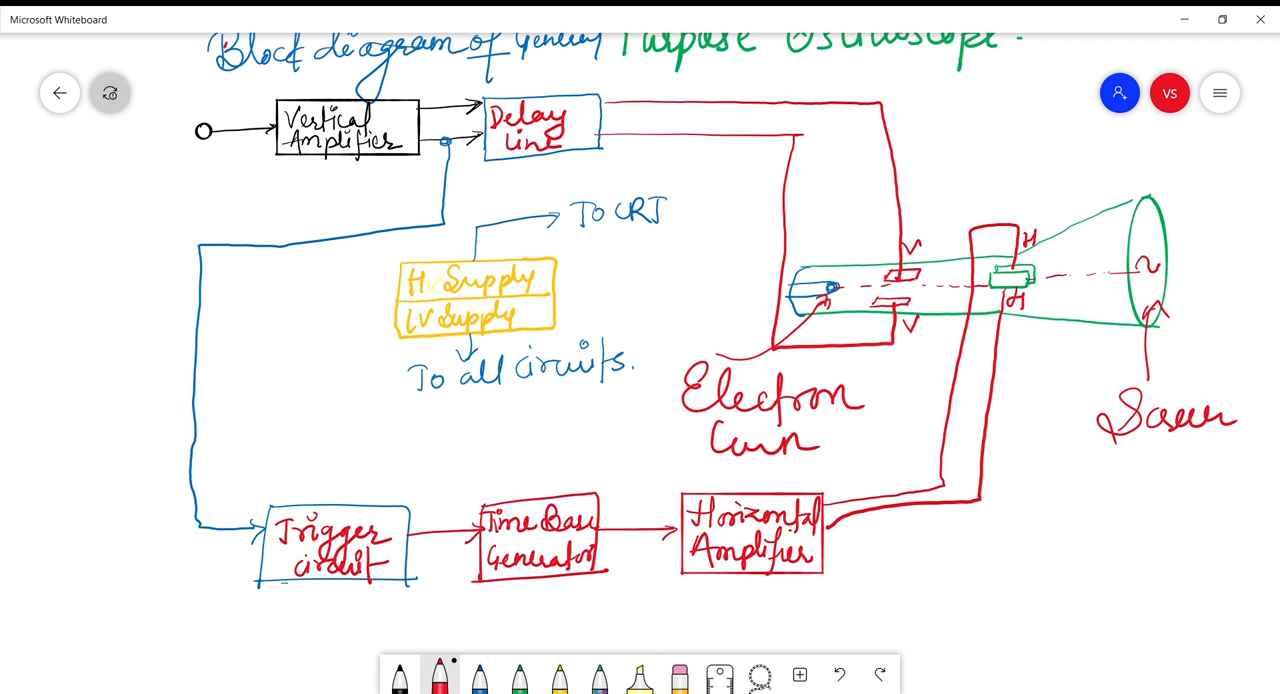 Microsoft Whiteboard
Block diagram of General Purpose Oscilloscope.
VS
Vertical
Amplifier
Delay
Line
To CRT
HV Supply
LV Supply
To all circuits.
V
V
H
H
Electron
Gun
Screen
Trigger
circuit
Time Base
Generator
Horizontal
Amplifier